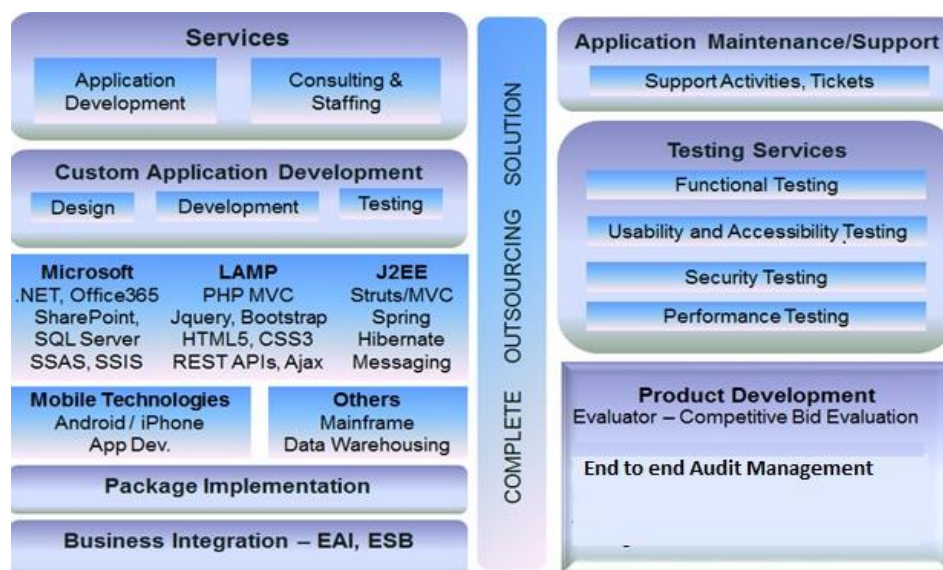 Services
Application
Development
Consulting &
Staffing
Custom Application Development
Design
Development
Testing
Microsoft
.NET, Office365
SharePoint,
SQL Server
SSAS, SSIS
LAMP
PHP MVC
Jquery, Bootstrap
HTML5, CSS3
REST APIs, Ajax
J2EE
Struts/MVC
Spring
Hibernate
Messaging
Mobile Technologies
Android / iPhone
App Dev.
Others
Mainframe
Data Warehousing
Package Implementation
Business Integration – EAI, ESB
COMPLETE OUTSOURCING SOLUTION
Application Maintenance/Support
Support Activities, Tickets
Testing Services
Functional Testing
Usability and Accessibility Testing
Security Testing
Performance Testing
Product Development
Evaluator – Competitive Bid Evaluation
End to end Audit Management